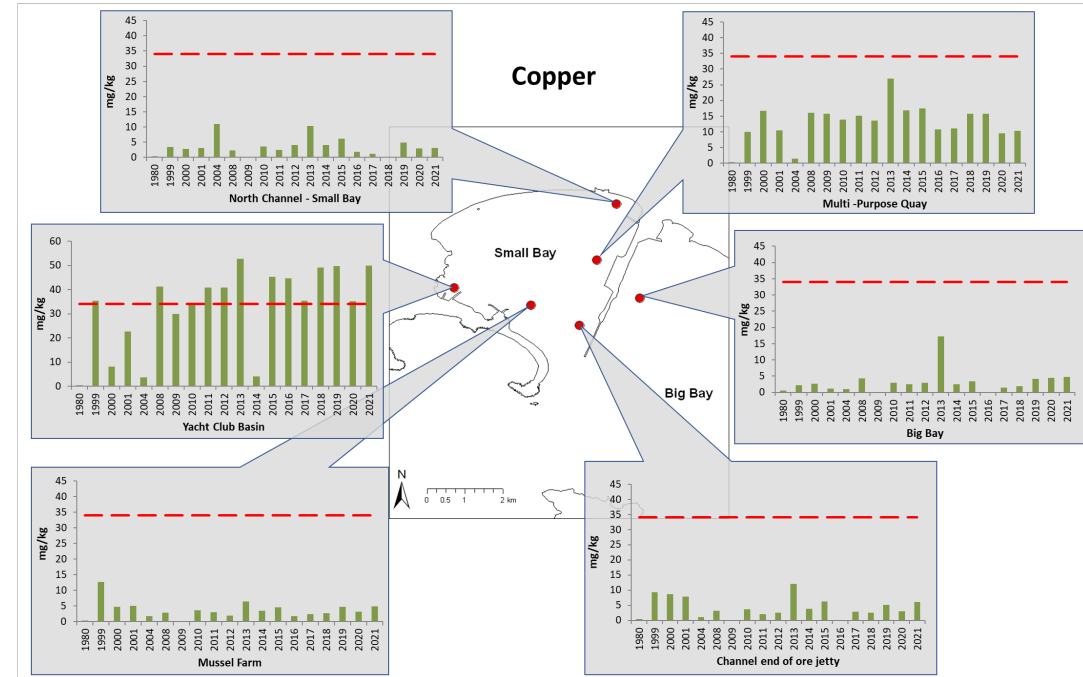 Copper
mg/kg
45
40
35
30
25
20
15
10
5
0
1980 1999 2000 2001 2004 2008 2009 2010 2011 2012 2013 2014 2015 2016 2017 2018 2019 2020 2021
North Channel - Small Bay
mg/kg
45
40
35
30
25
20
15
10
5
0
1980 1999 2000 2001 2004 2008 2009 2010 2011 2012 2013 2014 2015 2016 2017 2018 2019 2020 2021
Multi -Purpose Quay
mg/kg
60
50
40
30
20
10
0
1980 1999 2000 2001 2004 2008 2009 2010 2011 2012 2013 2014 2015 2016 2017 2018 2019 2020 2021
Yacht Club Basin
Small Bay
Big Bay
mg/kg
45
40
35
30
25
20
15
10
5
0
1980 1999 2000 2001 2004 2008 2009 2010 2011 2012 2013 2014 2015 2016 2017 2018 2019 2020 2021
Big Bay
mg/kg
45
40
35
30
25
20
15
10
5
0
1980 1999 2000 2001 2004 2008 2009 2010 2011 2012 2013 2014 2015 2016 2017 2018 2019 2020 2021
Mussel Farm
N
0 0.5 1 2 km
mg/kg
45
40
35
30
25
20
15
10
5
0
1980 1999 2000 2001 2004 2008 2009 2010 2011 2012 2013 2014 2015 2016 2017 2018 2019 2020 2021
Channel end of ore jetty